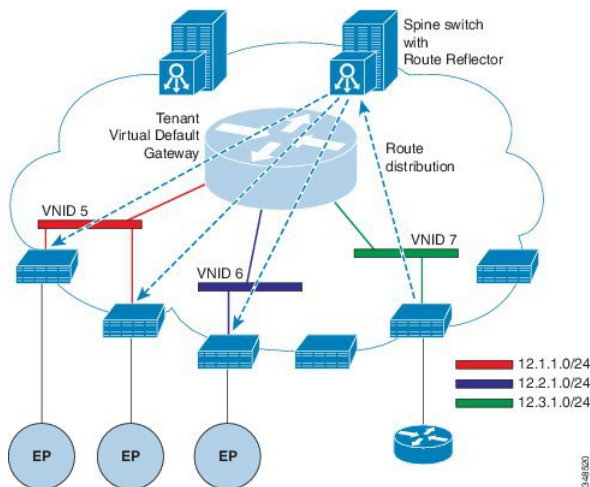 Spine switch
with
Route Reflector
Tenant
Virtual Default
Gateway
Route
distribution
VNID 5
VNID 7
VNID 6
12.1.1.0/24
12.2.1.0/24
12.3.1.0/24
EP
EP
EP
348520